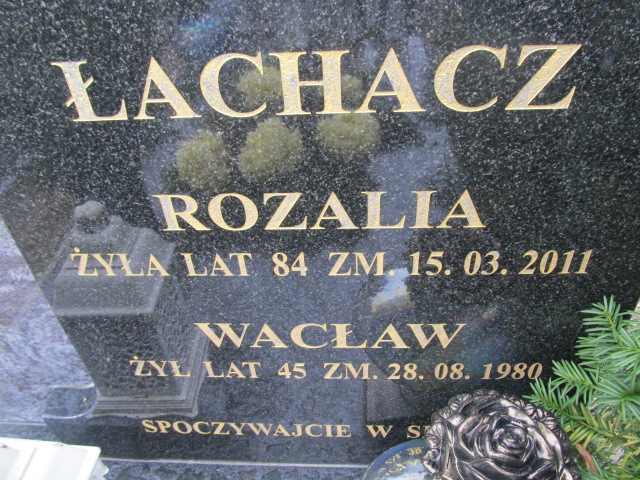 ŁACHACZ
ROZALIA
ŻYŁA LAT 84 ZM. 15. 03. 2011
WACŁAW
ŻYŁ LAT 45 ZM. 28. 08. 1980
SPOCZYWAJCIE W